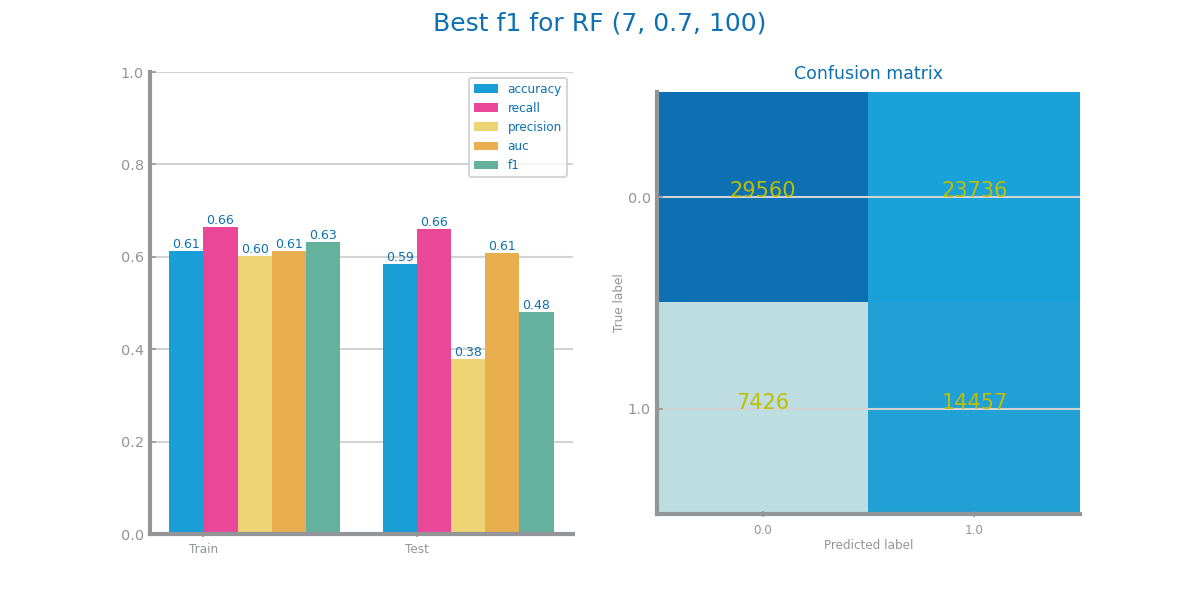 Best f1 for RF (7, 0.7, 100)
1.0
0.8
0.6
0.4
0.2
0.0
accuracy
recall
precision
auc
f1
0.61
0.66
0.60
0.61
0.63
0.59
0.66
0.38
0.61
0.48
Train
Test
Confusion matrix
True label
0.0
1.0
29560
23736
7426
14457
0.0
1.0
Predicted label